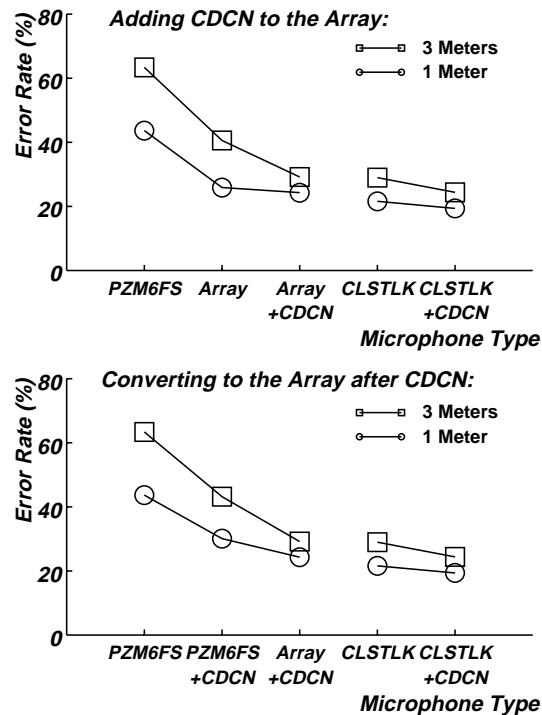 Adding CDCN to the Array:
3 Meters
1 Meter
Error Rate (%)
80
60
40
20
0
PZM6FS Array Array CLSTLK CLSTLK
+CDCN +CDCN
Microphone Type
Converting to the Array after CDCN:
3 Meters
1 Meter
Error Rate (%)
80
60
40
20
0
PZM6FS PZM6FS Array CLSTLK CLSTLK
+CDCN +CDCN +CDCN
Microphone Type